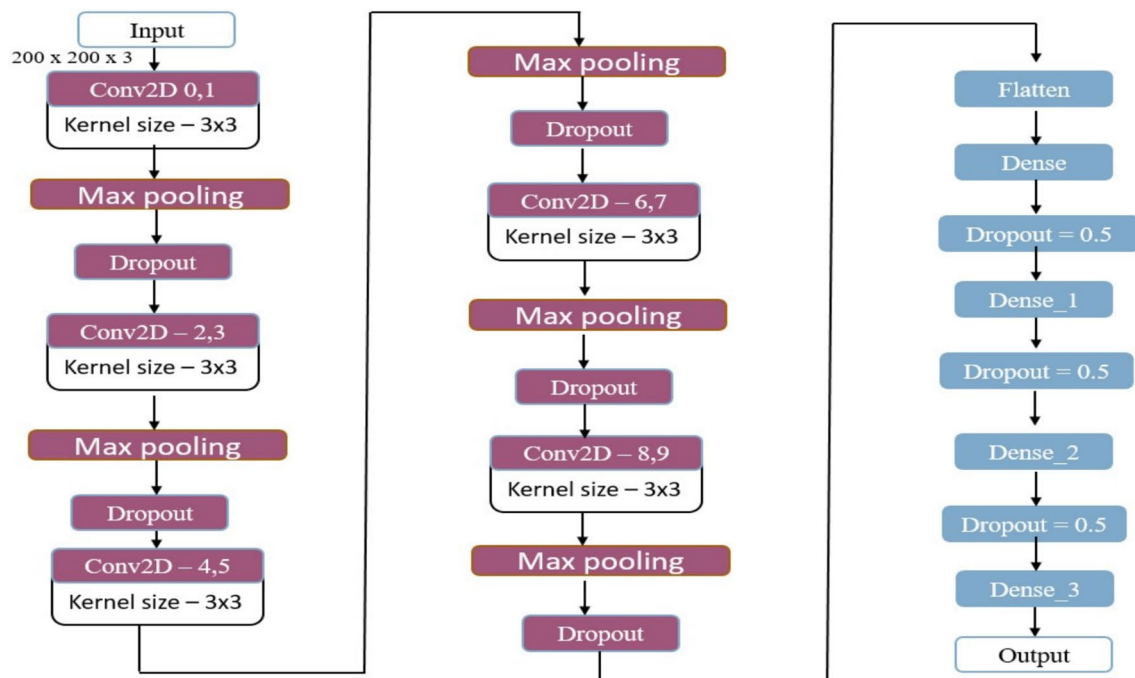 Input
200 x 200 x 3
Conv2D 0,1
Kernel size – 3x3
Max pooling
Dropout
Conv2D – 2,3
Kernel size – 3x3
Max pooling
Dropout
Conv2D – 4,5
Kernel size – 3x3
Max pooling
Dropout
Conv2D – 6,7
Kernel size – 3x3
Max pooling
Dropout
Conv2D – 8,9
Kernel size – 3x3
Max pooling
Dropout
Flatten
Dense
Dropout = 0.5
Dense_1
Dropout = 0.5
Dense_2
Dropout = 0.5
Dense_3
Output